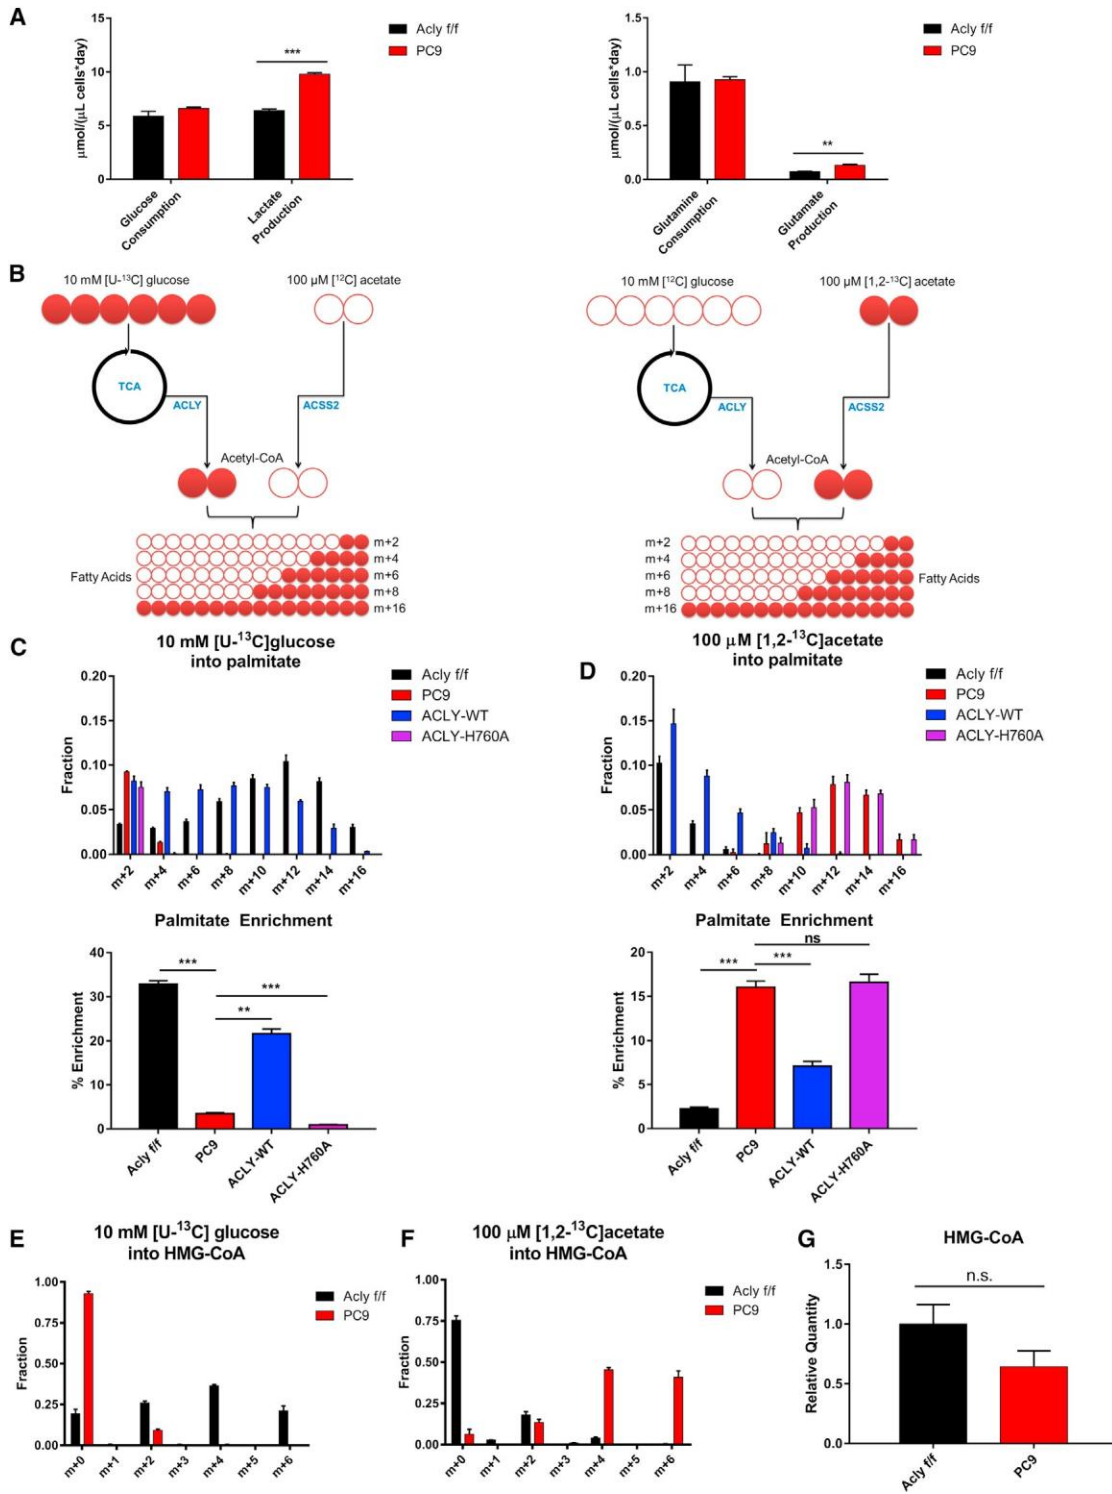 A
15
10
5
0
μmol/(μL cells*day)
***
Glucose
Consumption
Lactate
Production
Acly f/f
PC9
1.5
1.0
0.5
0.0
μmol/(μL cells*day)
**
Glutamine
Consumption
Glutamate
Production
Acly f/f
PC9
B
10 mM [U-¹³C] glucose
100 μM [¹²C] acetate
TCA
ACLY
ACSS2
Acetyl-CoA
Fatty Acids
m+2
m+4
m+6
m+8
m+16
10 mM [¹²C] glucose
100 μM [1,2-¹³C] acetate
TCA
ACLY
ACSS2
Acetyl-CoA
m+2
m+4
m+6
m+8
m+16
Fatty Acids
C
10 mM [U-¹³C]glucose
into palmitate
0.20
0.15
0.10
0.05
0.00
Fraction
m+2
m+4
m+6
m+8
m+10
m+12
m+14
m+16
Acly f/f
PC9
ACLY-WT
ACLY-H760A
Palmitate Enrichment
40
30
20
10
0
% Enrichment
***
***
**
Acly f/f
PC9
ACLY-WT
ACLY-H760A
D
100 μM [1,2-¹³C]acetate
into palmitate
0.20
0.15
0.10
0.05
0.00
Fraction
m+2
m+4
m+6
m+8
m+10
m+12
m+14
m+16
Acly f/f
PC9
ACLY-WT
ACLY-H760A
Palmitate Enrichment
20
15
10
5
0
% Enrichment
ns
***
***
Acly f/f
PC9
ACLY-WT
ACLY-H760A
E
10 mM [U-¹³C] glucose
into HMG-CoA
1.00
0.75
0.50
0.25
0.00
Fraction
m+0
m+1
m+2
m+3
m+4
m+5
m+6
Acly f/f
PC9
F
100 μM [1,2-¹³C]acetate
into HMG-CoA
1.00
0.75
0.50
0.25
0.00
Fraction
m+0
m+1
m+2
m+3
m+4
m+5
m+6
Acly f/f
PC9
G
HMG-CoA
1.5
1.0
0.5
0.0
Relative Quantity
n.s.
Acly f/f
PC9